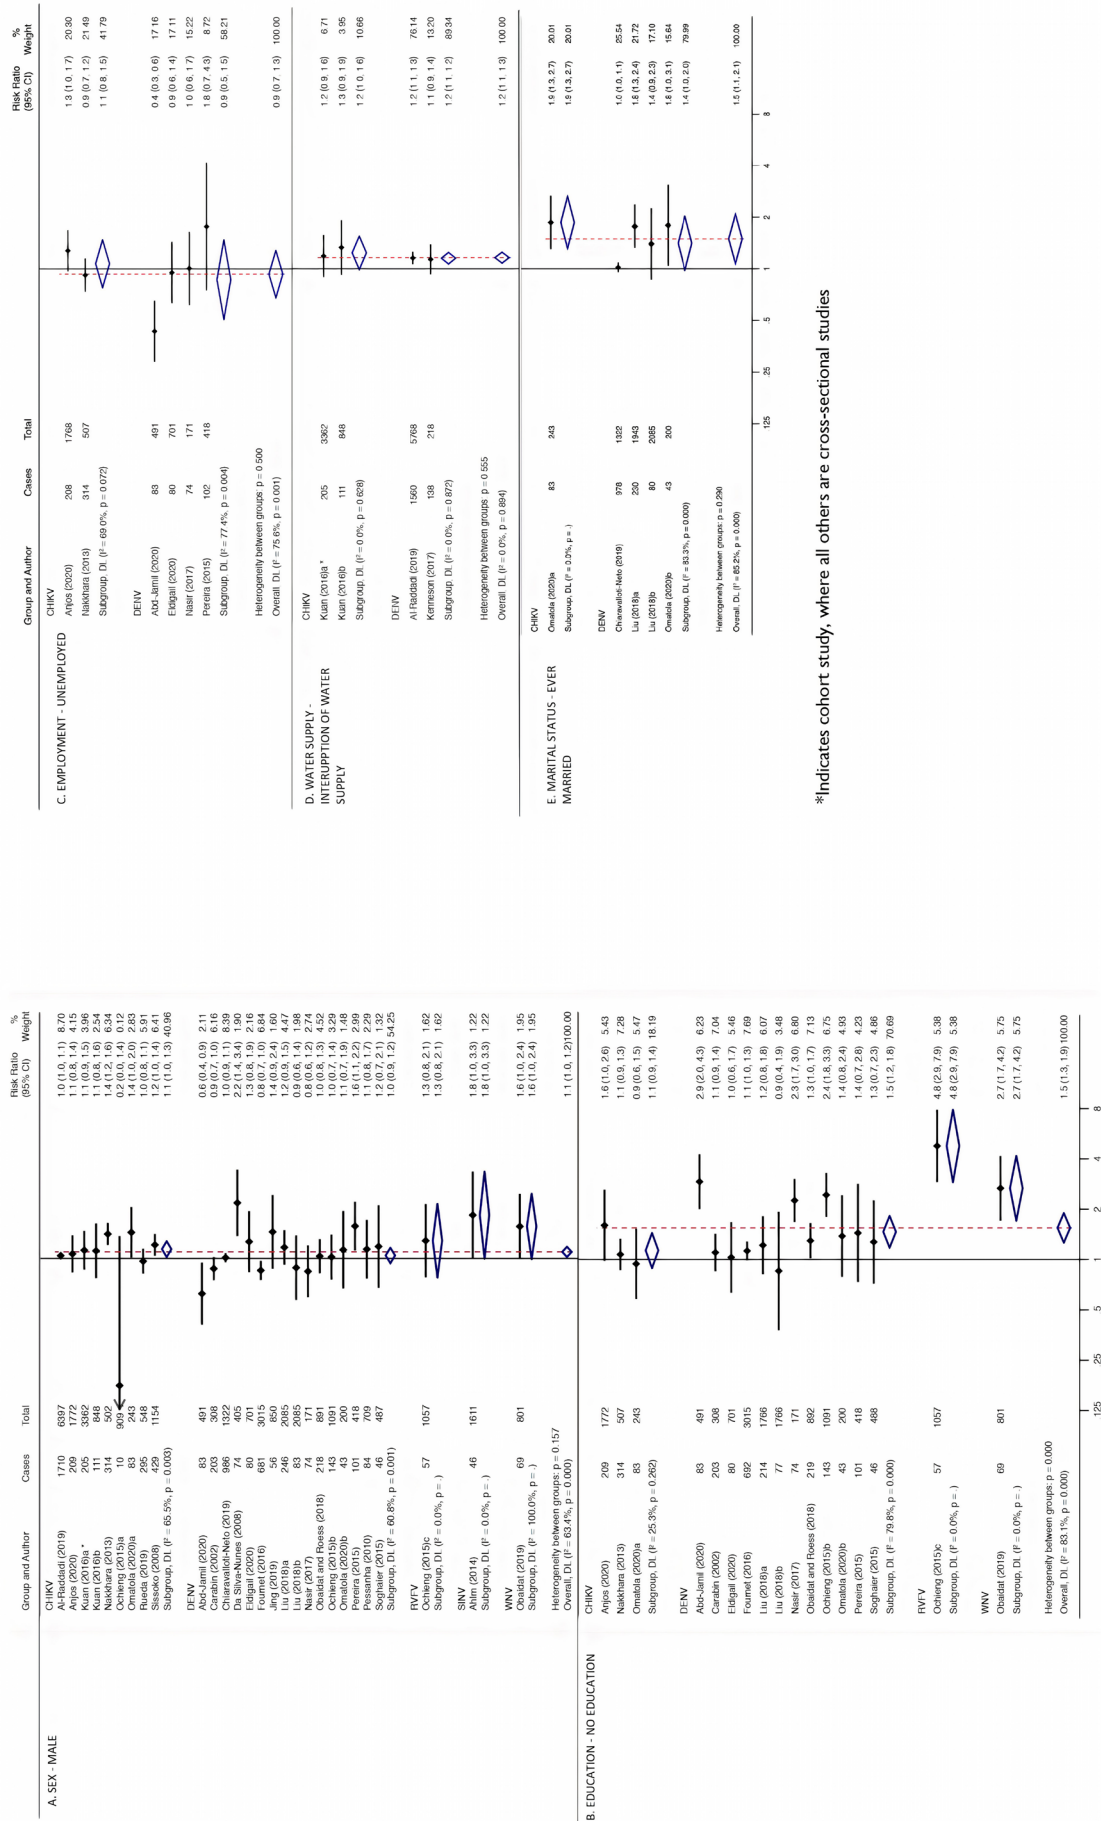 Group and Author Cases Total Risk Ratio (95% CI) % Weight
A. SEX - MALE
CHIKV
Al-Raddadi (2019) 1710 6397 1.0 (1.0, 1.1) 8.70
Anjos (2020) 209 1772 1.1 (0.8, 1.4) 4.15
Kuan (2016)a * 205 3362 1.1 (0.9, 1.5) 3.96
Kuan (2016)b 111 848 1.1 (0.8, 1.6) 2.54
Nakkhara (2013) 314 502 1.4 (1.2, 1.6) 6.34
Ochieng (2015)a 10 909 0.2 (0.0, 1.4) 0.12
Omatola (2020)a 83 243 1.4 (1.0, 2.0) 2.83
Rueda (2019) 295 548 1.0 (0.8, 1.1) 5.91
Sissoko (2008) 429 1154 1.2 (1.0, 1.4) 6.41
Subgroup, DL (I² = 65.5%, p = 0.003) 1.1 (1.0, 1.3) 40.96
DENV
Abd-Jamil (2020) 83 491 0.6 (0.4, 0.9) 2.11
Carabin (2002) 203 308 0.9 (0.7, 1.0) 6.16
Chiaravalloti-Neto (2019) 986 1322 1.0 (0.9, 1.1) 8.39
Da Silva-Nunes (2008) 74 405 2.2 (1.4, 3.4) 1.90
Eldigail (2020) 80 701 1.3 (0.8, 1.9) 2.16
Fournet (2016) 681 3015 0.8 (0.7, 1.0) 6.84
Jing (2019) 56 850 1.4 (0.9, 2.4) 1.60
Liu (2018)a 246 2085 1.2 (0.9, 1.5) 4.47
Liu (2018)b 83 2085 0.9 (0.6, 1.4) 1.98
Nasir (2017) 74 171 0.8 (0.6, 1.2) 2.74
Obaidat and Roess (2018) 218 891 1.0 (0.8, 1.3) 4.52
Ochieng (2015)b 143 1091 1.0 (0.7, 1.4) 3.29
Omatola (2020)b 43 200 1.1 (0.7, 1.9) 1.48
Pereira (2015) 101 418 1.6 (1.1, 2.2) 2.99
Pessanha (2010) 84 709 1.1 (0.8, 1.7) 2.29
Soghaier (2015) 46 487 1.2 (0.7, 2.1) 1.32
Subgroup, DL (I² = 60.8%, p = 0.001) 1.0 (0.9, 1.2) 54.25
RVFV
Ochieng (2015)c 57 1057 1.3 (0.8, 2.1) 1.62
Subgroup, DL (I² = 0.0%, p = .) 1.3 (0.8, 2.1) 1.62
SINV
Ahlm (2014) 46 1611 1.8 (1.0, 3.3) 1.22
Subgroup, DL (I² = 0.0%, p = .) 1.8 (1.0, 3.3) 1.22
WNV
Obaidat (2019) 69 801 1.6 (1.0, 2.4) 1.95
Subgroup, DL (I² = 100.0%, p = .) 1.6 (1.0, 2.4) 1.95
Heterogeneity between groups: p = 0.157
Overall, DL (I² = 63.4%, p = 0.000) 1.1 (1.0, 1.2) 100.00
B. EDUCATION - NO EDUCATION
CHIKV
Anjos (2020) 209 1772 1.6 (1.0, 2.6) 5.43
Nakkhara (2013) 314 507 1.1 (0.9, 1.3) 7.28
Omatola (2020)a 83 243 0.9 (0.6, 1.5) 5.47
Subgroup, DL (I² = 25.3%, p = 0.262) 1.1 (0.9, 1.4) 18.19
DENV
Abd-Jamil (2020) 83 491 2.9 (2.0, 4.3) 6.23
Carabin (2002) 203 308 1.1 (0.9, 1.4) 7.04
Eldigail (2020) 80 701 1.0 (0.6, 1.7) 5.46
Fournet (2016) 692 3015 1.1 (1.0, 1.3) 7.69
Liu (2018)a 214 1766 1.2 (0.8, 1.8) 6.07
Liu (2018)b 77 1766 0.9 (0.4, 1.9) 3.48
Nasir (2017) 74 171 2.3 (1.7, 3.0) 6.80
Obaidat and Roess (2018) 219 892 1.3 (1.0, 1.7) 7.13
Ochieng (2015)b 143 1091 2.4 (1.8, 3.3) 6.75
Omatola (2020)b 43 200 1.4 (0.8, 2.4) 4.93
Pereira (2015) 101 418 1.4 (0.7, 2.8) 4.23
Soghaier (2015) 46 488 1.3 (0.7, 2.3) 4.86
Subgroup, DL (I² = 79.8%, p = 0.000) 1.5 (1.2, 1.8) 70.69
RVFV
Ochieng (2015)c 57 1057 4.8 (2.9, 7.9) 5.38
Subgroup, DL (I² = 0.0%, p = .) 4.8 (2.9, 7.9) 5.38
WNV
Obaidat (2019) 69 801 2.7 (1.7, 4.2) 5.75
Subgroup, DL (I² = 0.0%, p = .) 2.7 (1.7, 4.2) 5.75
Heterogeneity between groups: p = 0.000
Overall, DL (I² = 83.1%, p = 0.000) 1.5 (1.3, 1.9) 100.00
.125 .25 .5 1 2 4 8
Group and Author Cases Total Risk Ratio (95% CI) % Weight
C. EMPLOYMENT - UNEMPLOYED
CHIKV
Anjos (2020) 208 1768 1.3 (1.0, 1.7) 20.30
Nakkhara (2013) 314 507 0.9 (0.7, 1.2) 21.49
Subgroup, DL (I² = 69.0%, p = 0.072) 1.1 (0.8, 1.5) 41.79
DENV
Abd-Jamil (2020) 83 491 0.4 (0.3, 0.6) 17.16
Eldigail (2020) 80 701 0.9 (0.6, 1.4) 17.11
Nasir (2017) 74 171 1.0 (0.6, 1.7) 15.22
Pereira (2015) 102 418 1.8 (0.7, 4.3) 8.72
Subgroup, DL (I² = 77.4%, p = 0.004) 0.9 (0.5, 1.5) 58.21
Heterogeneity between groups: p = 0.500
Overall, DL (I² = 75.6%, p = 0.001) 0.9 (0.7, 1.3) 100.00
D. WATER SUPPLY -
INTERUPPTION OF WATER
SUPPLY
CHIKV
Kuan (2016)a * 205 3362 1.2 (0.9, 1.6) 6.71
Kuan (2016)b 111 848 1.3 (0.9, 1.9) 3.95
Subgroup, DL (I² = 0.0%, p = 0.628) 1.2 (1.0, 1.6) 10.66
DENV
Al-Raddadi (2019) 1560 5768 1.2 (1.1, 1.3) 76.14
Kenneson (2017) 138 218 1.1 (0.9, 1.4) 13.20
Subgroup, DL (I² = 0.0%, p = 0.872) 1.2 (1.1, 1.2) 89.34
Heterogeneity between groups: p = 0.555
Overall, DL (I² = 0.0%, p = 0.894) 1.2 (1.1, 1.3) 100.00
E. MARITAL STATUS - EVER
MARRIED
CHIKV
Omatola (2020)a 83 243 1.9 (1.3, 2.7) 20.01
Subgroup, DL (I² = 0.0%, p = .) 1.9 (1.3, 2.7) 20.01
DENV
Chiaravalloti-Neto (2019) 978 1322 1.0 (1.0, 1.1) 25.54
Liu (2018)a 230 1943 1.8 (1.3, 2.4) 21.72
Liu (2018)b 80 2085 1.4 (0.9, 2.3) 17.10
Omatola (2020)b 43 200 1.8 (1.0, 3.1) 15.64
Subgroup, DL (I² = 83.3%, p = 0.000) 1.4 (1.0, 2.0) 79.99
Heterogeneity between groups: p = 0.290
Overall, DL (I² = 85.2%, p = 0.000) 1.5 (1.1, 2.1) 100.00
.125 .25 .5 1 2 4 8
*Indicates cohort study, where all others are cross-sectional studies